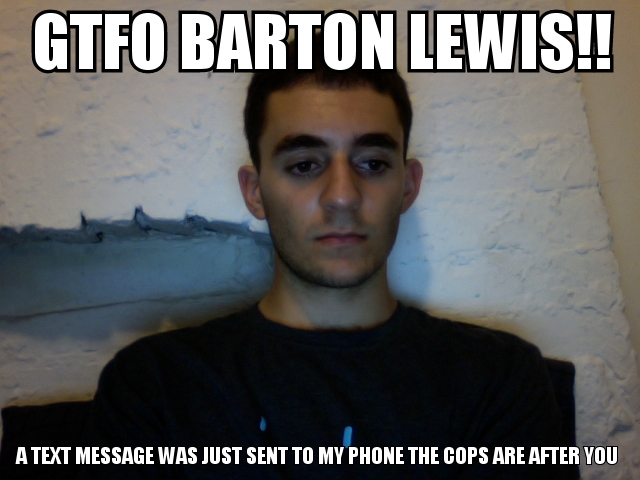 GTFO BARTON LEWIS!!
A TEXT MESSAGE WAS JUST SENT TO MY PHONE THE COPS ARE AFTER YOU